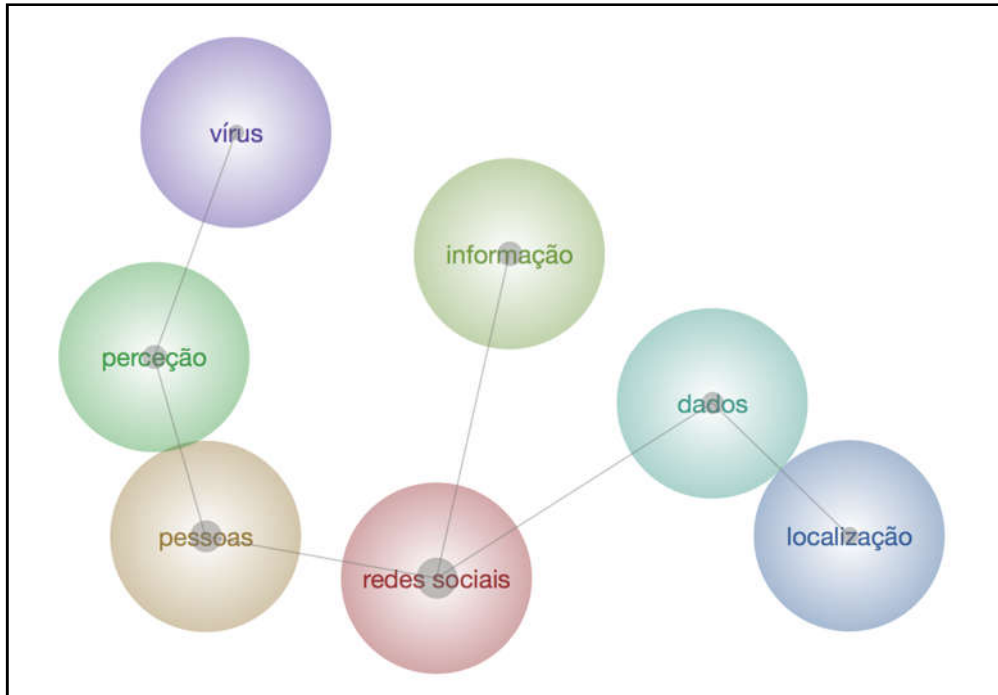 vírus
informação
perceção
dados
pessoas
localização
redes sociais